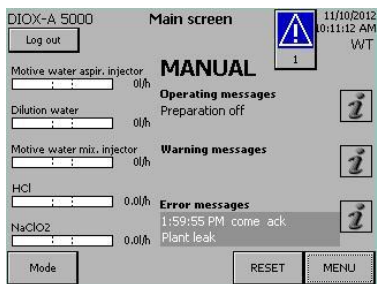 DIOX-A 5000
Main screen
11/10/2012
10:11:12 AM
WT
Log out
1
MANUAL
Motive water aspir. injector
0l/h
Operating messages
Preparation off
Dilution water
0l/h
Motive water mix. injector
0l/h
Warning messages
HCl
0.0l/h
Error messages
1:59:55 PM come ack
Plant leak
NaClO2
0.0l/h
Mode
RESET
MENU